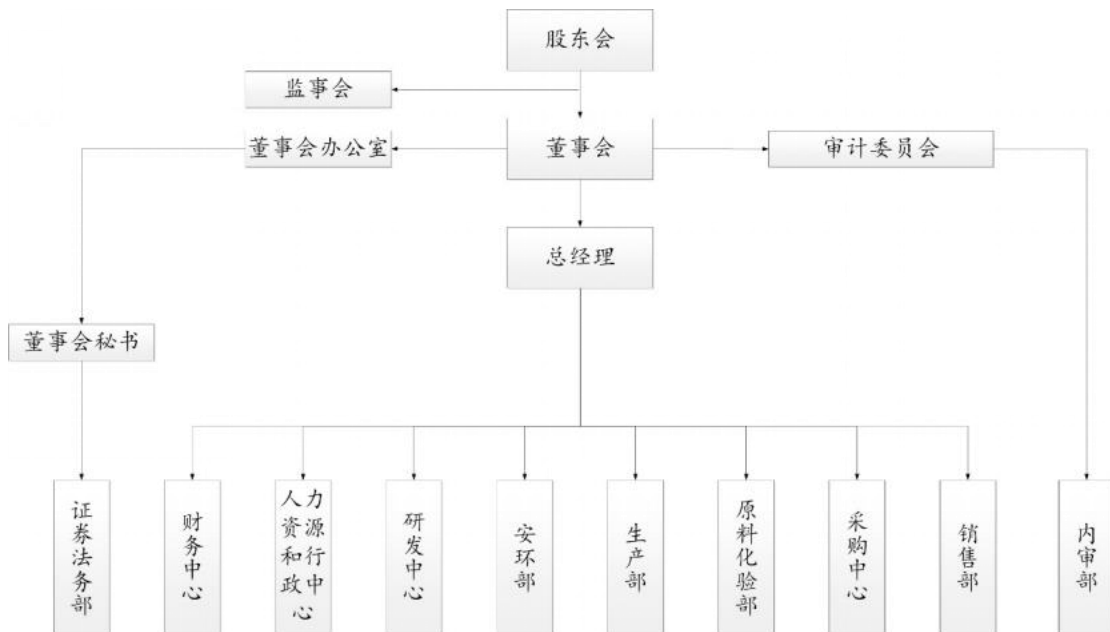 股东会
监事会
董事会办公室
董事会
审计委员会
总经理
董事会秘书
证券法务部
财务中心
人力
资源
和行
政中
心
研发中心
安环部
生产部
原料化验部
采购中心
销售部
内审部